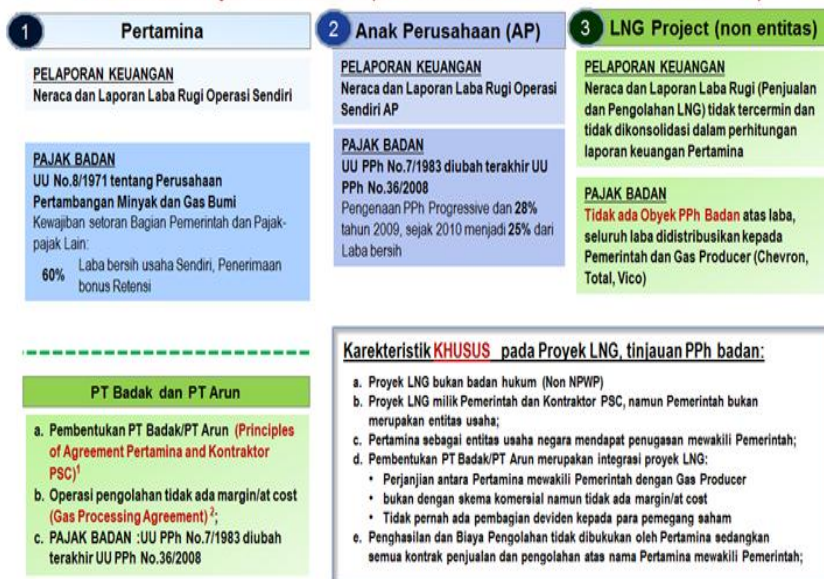 1 Pertamina
PELAPORAN KEUANGAN
Neraca dan Laporan Laba Rugi Operasi Sendiri
PAJAK BADAN
UU No.8/1971 tentang Perusahaan
Pertambangan Minyak dan Gas Bumi
Kewajiban setoran Bagian Pemerintah dan Pajak-
pajak Lain:
60% Laba bersih usaha Sendiri, Penerimaan
bonus Retensi
2 Anak Perusahaan (AP)
PELAPORAN KEUANGAN
Neraca dan Laporan Laba Rugi Operasi
Sendiri AP
PAJAK BADAN
UU PPh No.7/1983 diubah terakhir UU
PPh No.36/2008
Pengenaan PPh Progressive dan 28%
tahun 2009, sejak 2010 menjadi 25% dari
Laba bersih
3 LNG Project (non entitas)
PELAPORAN KEUANGAN
Neraca dan Laporan Laba Rugi (Penjualan
dan Pengolahan LNG) tidak tercermin dan
tidak dikonsolidasi dalam perhitungan
laporan keuangan Pertamina
PAJAK BADAN
Tidak ada Obyek PPh Badan atas laba,
seluruh laba didistribusikan kepada
Pemerintah dan Gas Producer (Chevron,
Total, Vico)
PT Badak dan PT Arun
a. Pembentukan PT Badak/PT Arun (Principles
of Agreement Pertamina and Kontraktor
PSC)1
b. Operasi pengolahan tidak ada margin/at cost
(Gas Processing Agreement) 2;
c. PAJAK BADAN :UU PPh No.7/1983 diubah
terakhir UU PPh No.36/2008
Karekteristik KHUSUS pada Proyek LNG, tinjauan PPh badan:
a. Proyek LNG bukan badan hukum (Non NPWP)
b. Proyek LNG milik Pemerintah dan Kontraktor PSC, namun Pemerintah bukan
merupakan entitas usaha;
c. Pertamina sebagai entitas usaha negara mendapat penugasan mewakili Pemerintah;
d. Pembentukan PT Badak/PT Arun merupakan integrasi proyek LNG:
• Perjanjian antara Pertamina mewakili Pemerintah dengan Gas Producer
• bukan dengan skema komersial namun tidak ada margin/at cost
• Tidak pernah ada pembagian deviden kepada para pemegang saham
e. Penghasilan dan Biaya Pengolahan tidak dibukukan oleh Pertamina sedangkan
semua kontrak penjualan dan pengolahan atas nama Pertamina mewakili Pemerintah;